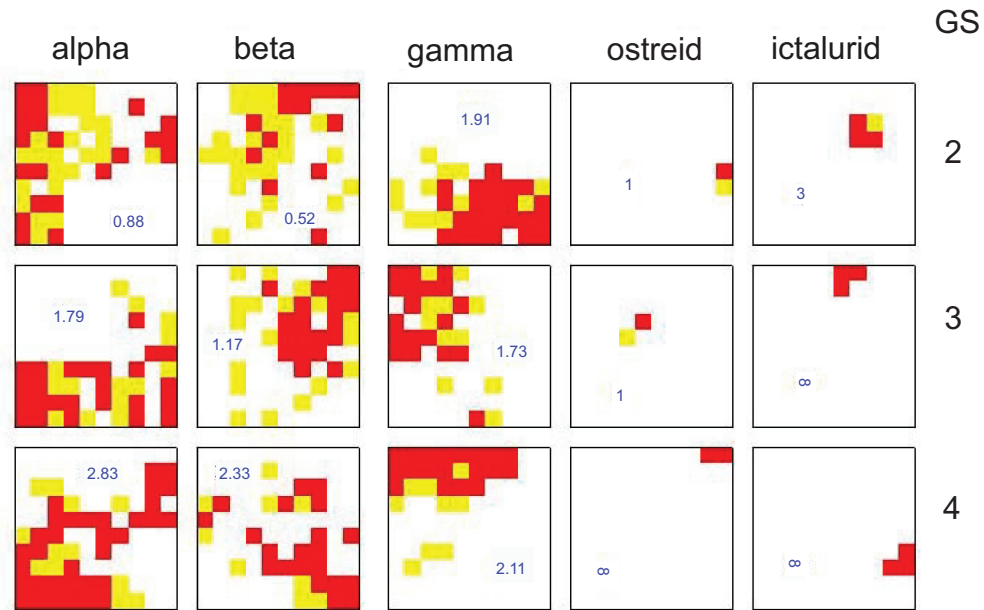 GS
alpha beta gamma ostreid ictalurid
0.88 0.52 1.91 1 3 2
1.79 1.17 1.73 1 ∞ 3
2.83 2.33 2.11 ∞ ∞ 4